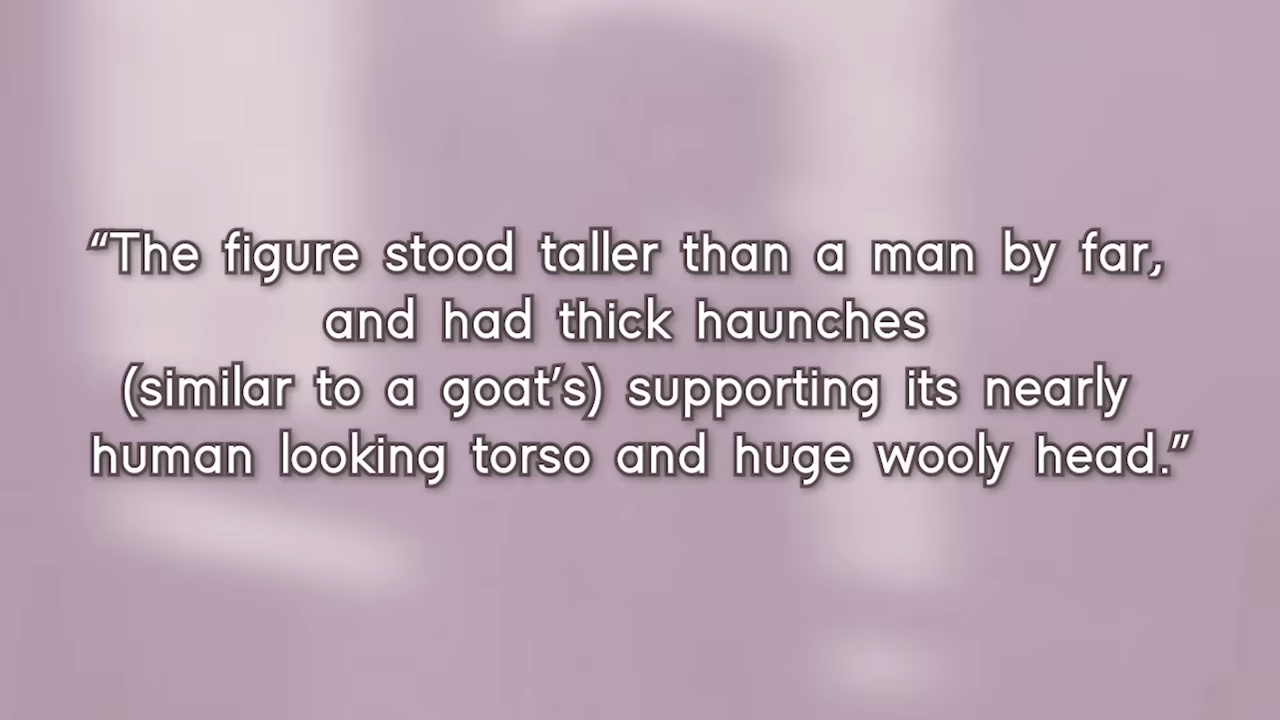 “The figure stood taller than a man by far,
and had thick haunches
(similar to a goat’s) supporting its nearly
human looking torso and huge wooly head.”